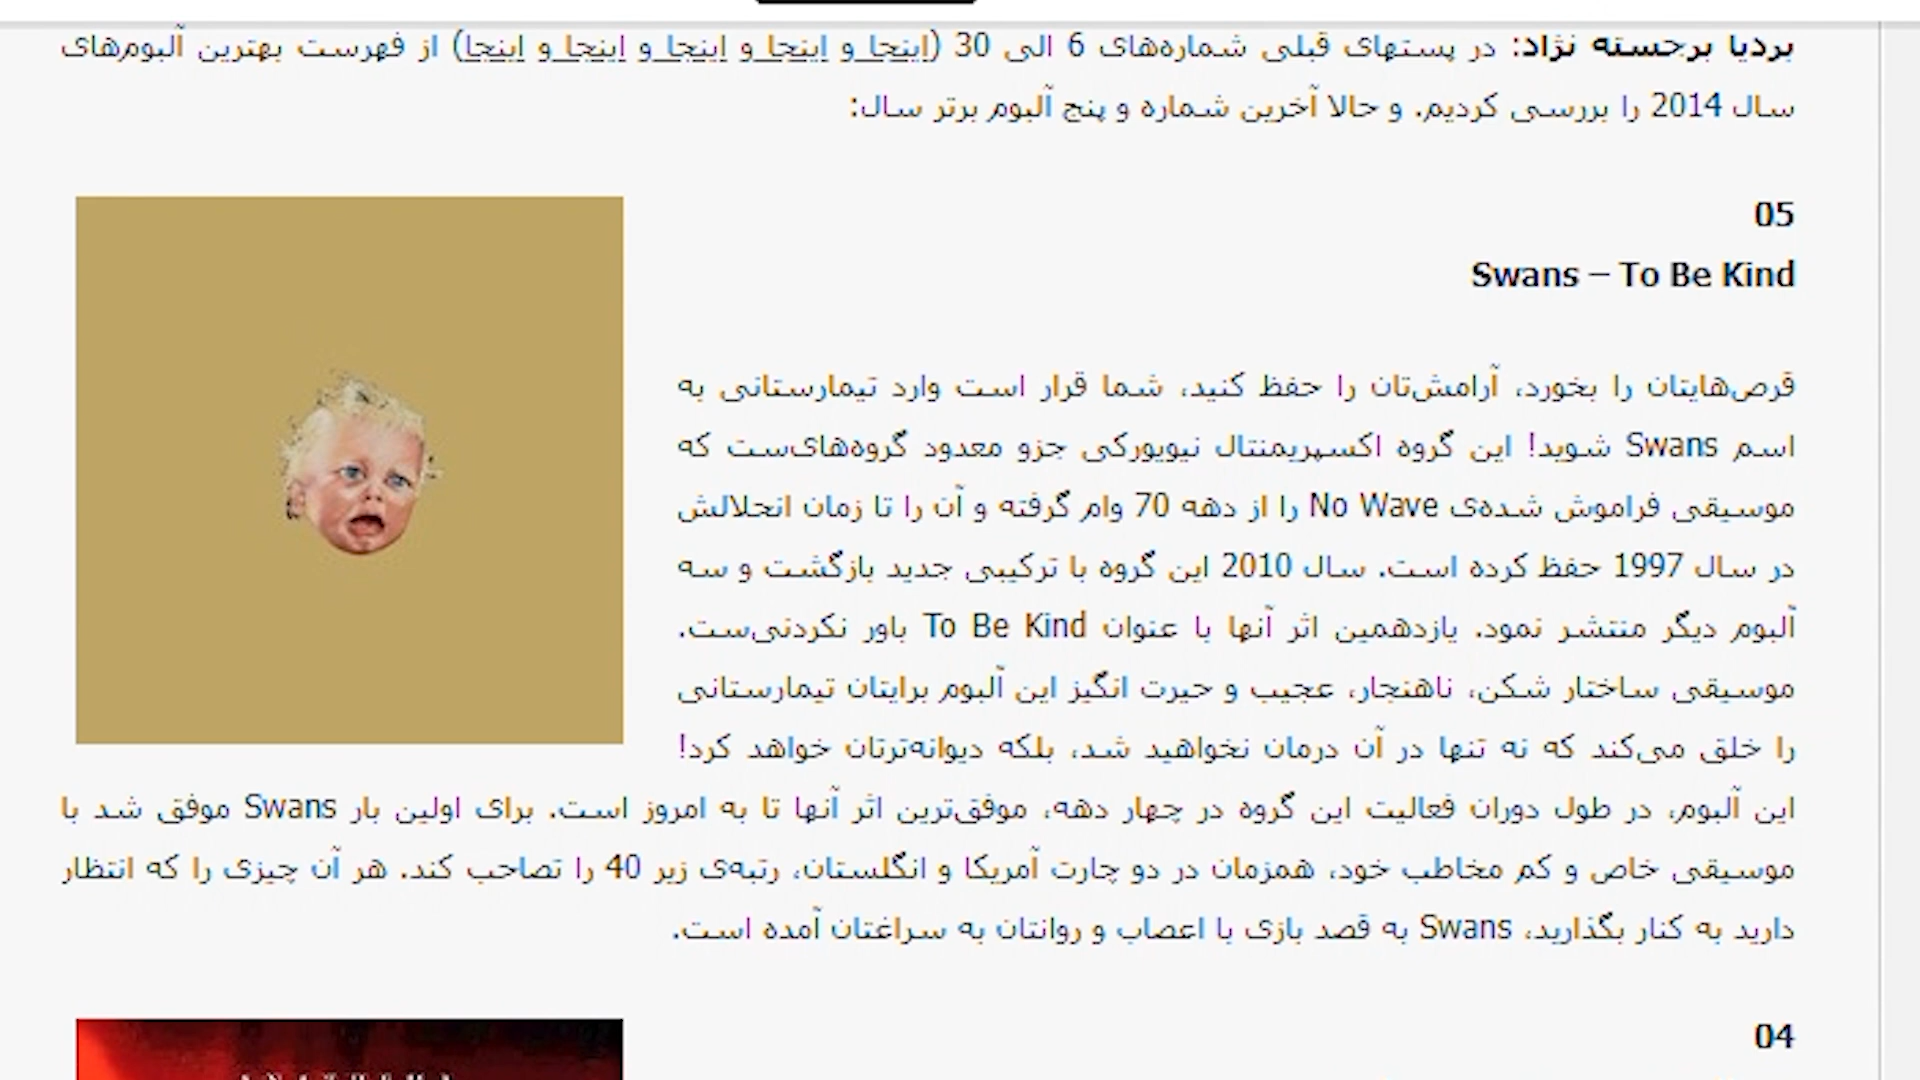 بردیا برجسته نژاد: در پستهای قبلی شماره‌های 6 الی 30 (اینجا و اینجا و اینجا و اینجا و اینجا) از فهرست بهترین آلبوم‌های
سال 2014 را بررسی کردیم. و حالا آخرین شماره و پنج آلبوم برتر سال:
05
Swans – To Be Kind
قرص‌هایتان را بخورد، آرامش‌تان را حفظ کنید، شما قرار است وارد تیمارستانی به
اسم Swans شوید! این گروه اکسپریمنتال نیویورکی جزو معدود گروه‌های‌ست که
موسیقی فراموش شده‌ی No Wave را از دهه 70 وام گرفته و آن را تا زمان انحلالش
در سال 1997 حفظ کرده است. سال 2010 این گروه با ترکیبی جدید بازگشت و سه
آلبوم دیگر منتشر نمود. یازدهمین اثر آنها با عنوان To Be Kind باور نکردنی‌ست.
موسیقی ساختار شکن، ناهنجار، عجیب و حیرت انگیز این آلبوم برایتان تیمارستانی
را خلق می‌کند که نه تنها در آن درمان نخواهید شد، بلکه دیوانه‌ترتان خواهد کرد!
این آلبوم، در طول دوران فعالیت این گروه در چهار دهه، موفق‌ترین اثر آنها تا به امروز است. برای اولین بار Swans موفق شد با
موسیقی خاص و کم مخاطب خود، همزمان در دو چارت آمریکا و انگلستان، رتبه‌ی زیر 40 را تصاحب کند. هر آن چیزی را که انتظار
دارید به کنار بگذارید، Swans به قصد بازی با اعصاب و روانتان به سراغتان آمده است.
04